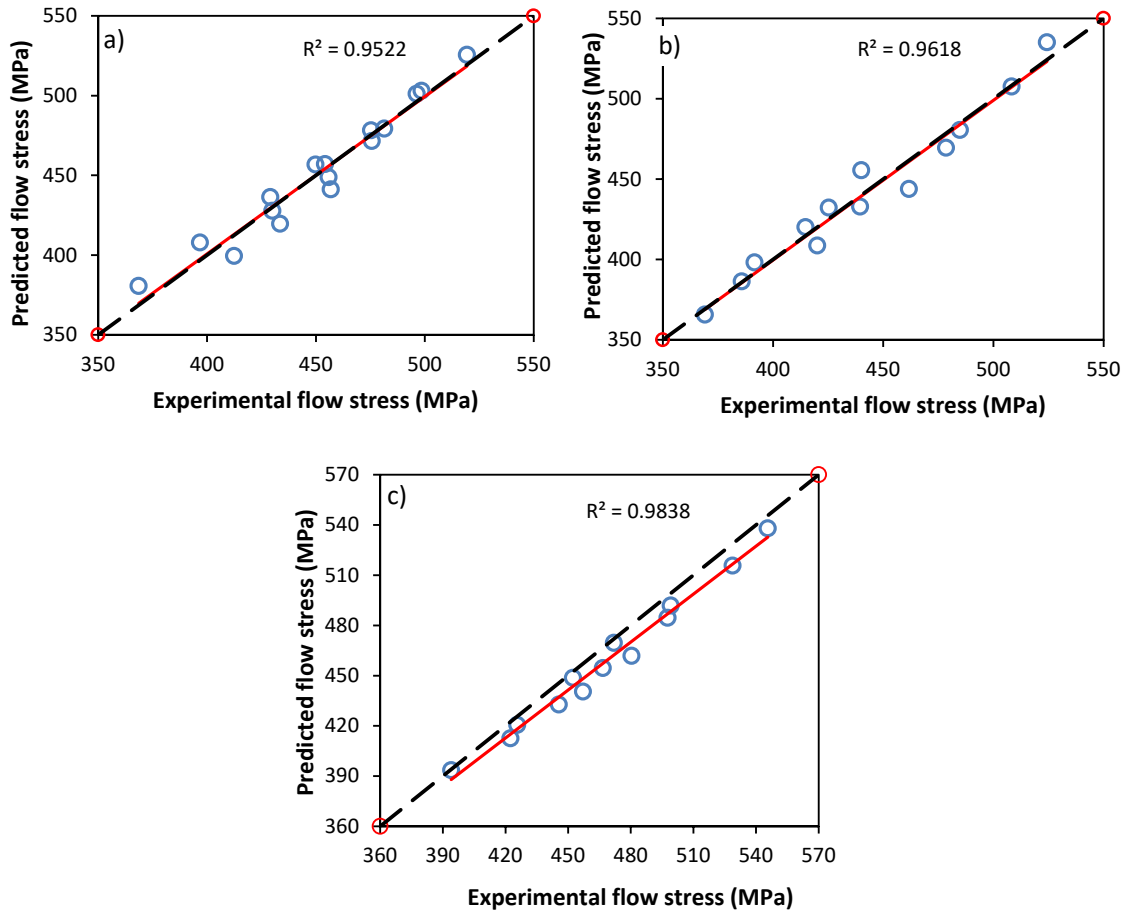 a)
R² = 0.9522
550
500
450
400
350
350 400 450 500 550
Predicted flow stress (MPa)
Experimental flow stress (MPa)
b)
R² = 0.9618
550
500
450
400
350
350 400 450 500 550
Predicted flow stress (MPa)
Experimental flow stress (MPa)
c)
R² = 0.9838
570
540
510
480
450
420
390
360
360 390 420 450 480 510 540 570
Predicted flow stress (MPa)
Experimental flow stress (MPa)